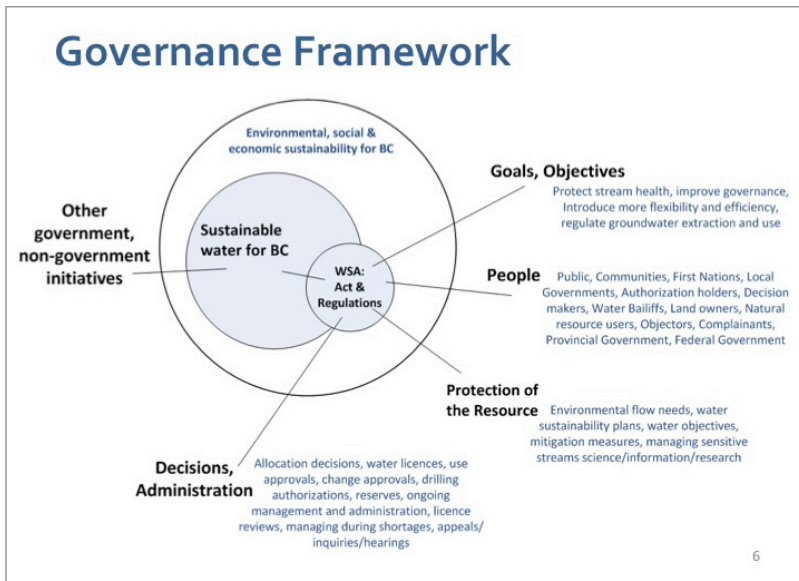 Governance Framework
Environmental, social &
economic sustainability for BC
Other
government,
non-government
initiatives
Sustainable
water for BC
WSA:
Act &
Regulations
Goals, Objectives
Protect stream health, improve governance,
Introduce more flexibility and efficiency,
regulate groundwater extraction and use
People
Public, Communities, First Nations, Local
Governments, Authorization holders, Decision
makers, Water Bailiffs, Land owners, Natural
resource users, Objectors, Complainants,
Provincial Government, Federal Government
Protection of
the Resource
Environmental flow needs, water
sustainability plans, water objectives,
mitigation measures, managing sensitive
streams science/information/research
Decisions,
Administration
Allocation decisions, water licences, use
approvals, change approvals, drilling
authorizations, reserves, ongoing
management and administration, licence
reviews, managing during shortages, appeals/
inquiries/hearings
6